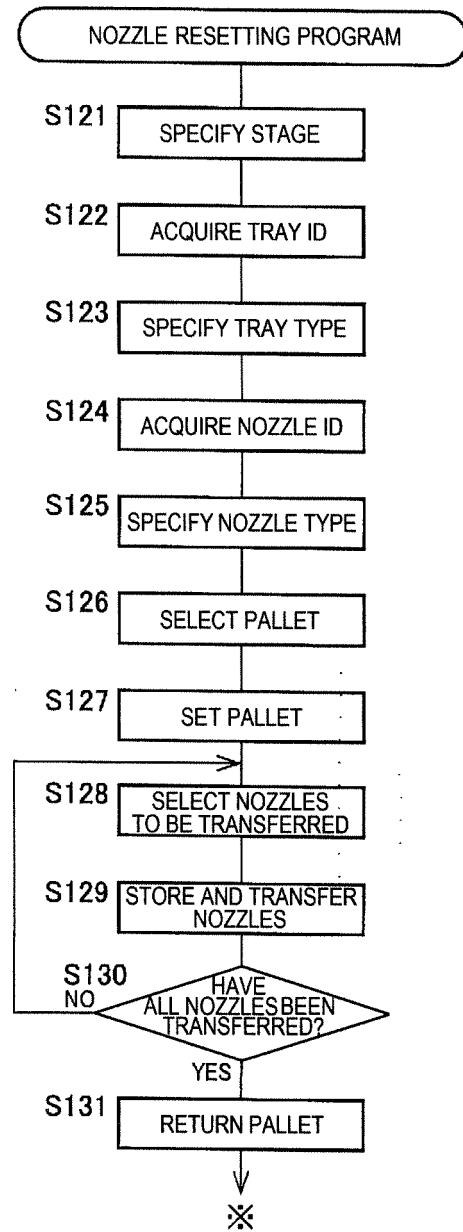 NOZZLE RESETTING PROGRAM
S121
SPECIFY STAGE
S122
ACQUIRE TRAY ID
S123
SPECIFY TRAY TYPE
S124
ACQUIRE NOZZLE ID
S125
SPECIFY NOZZLE TYPE
S126
SELECT PALLET
S127
SET PALLET
S128
SELECT NOZZLES
TO BE TRANSFERRED
S129
STORE AND TRANSFER
NOZZLES
S130
NO
HAVE
ALL NOZZLES BEEN
TRANSFERRED?
YES
S131
RETURN PALLET
※